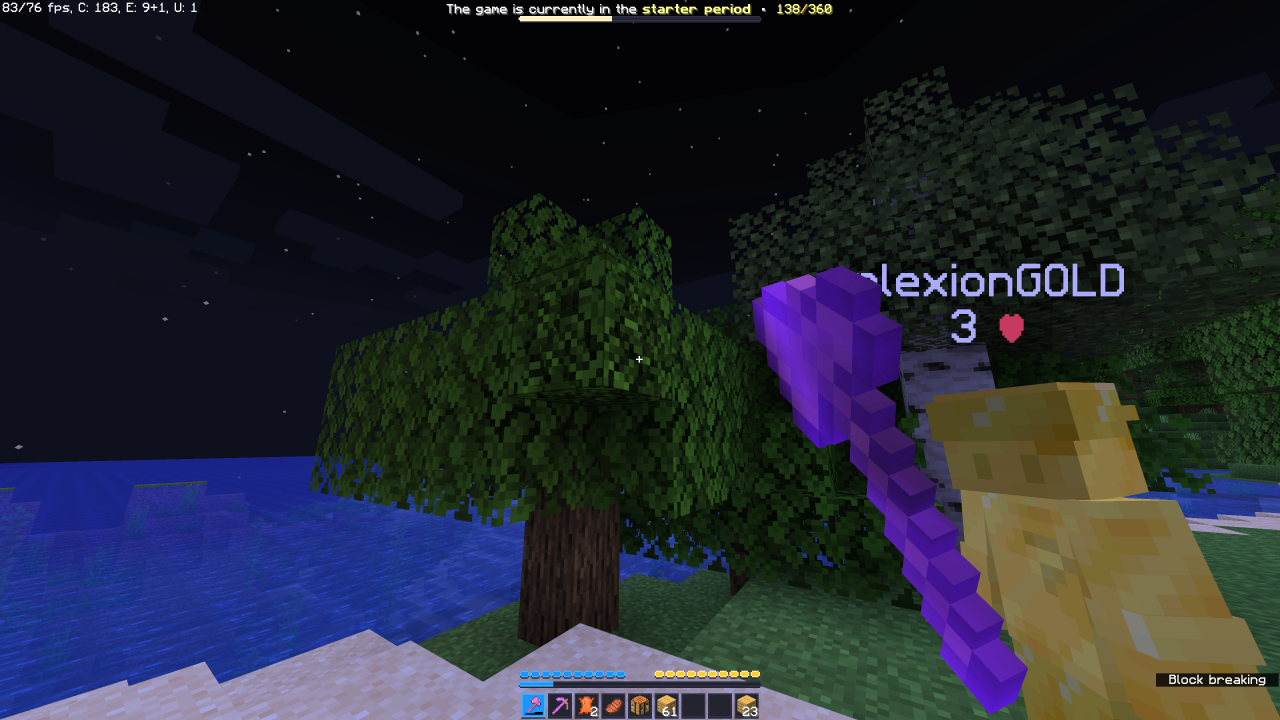 83/76 fps, C: 183, E: 9+1, U: 1
The game is currently in the starter period • 138/360
lexionGOLD
3
Block breaking
2
61
23